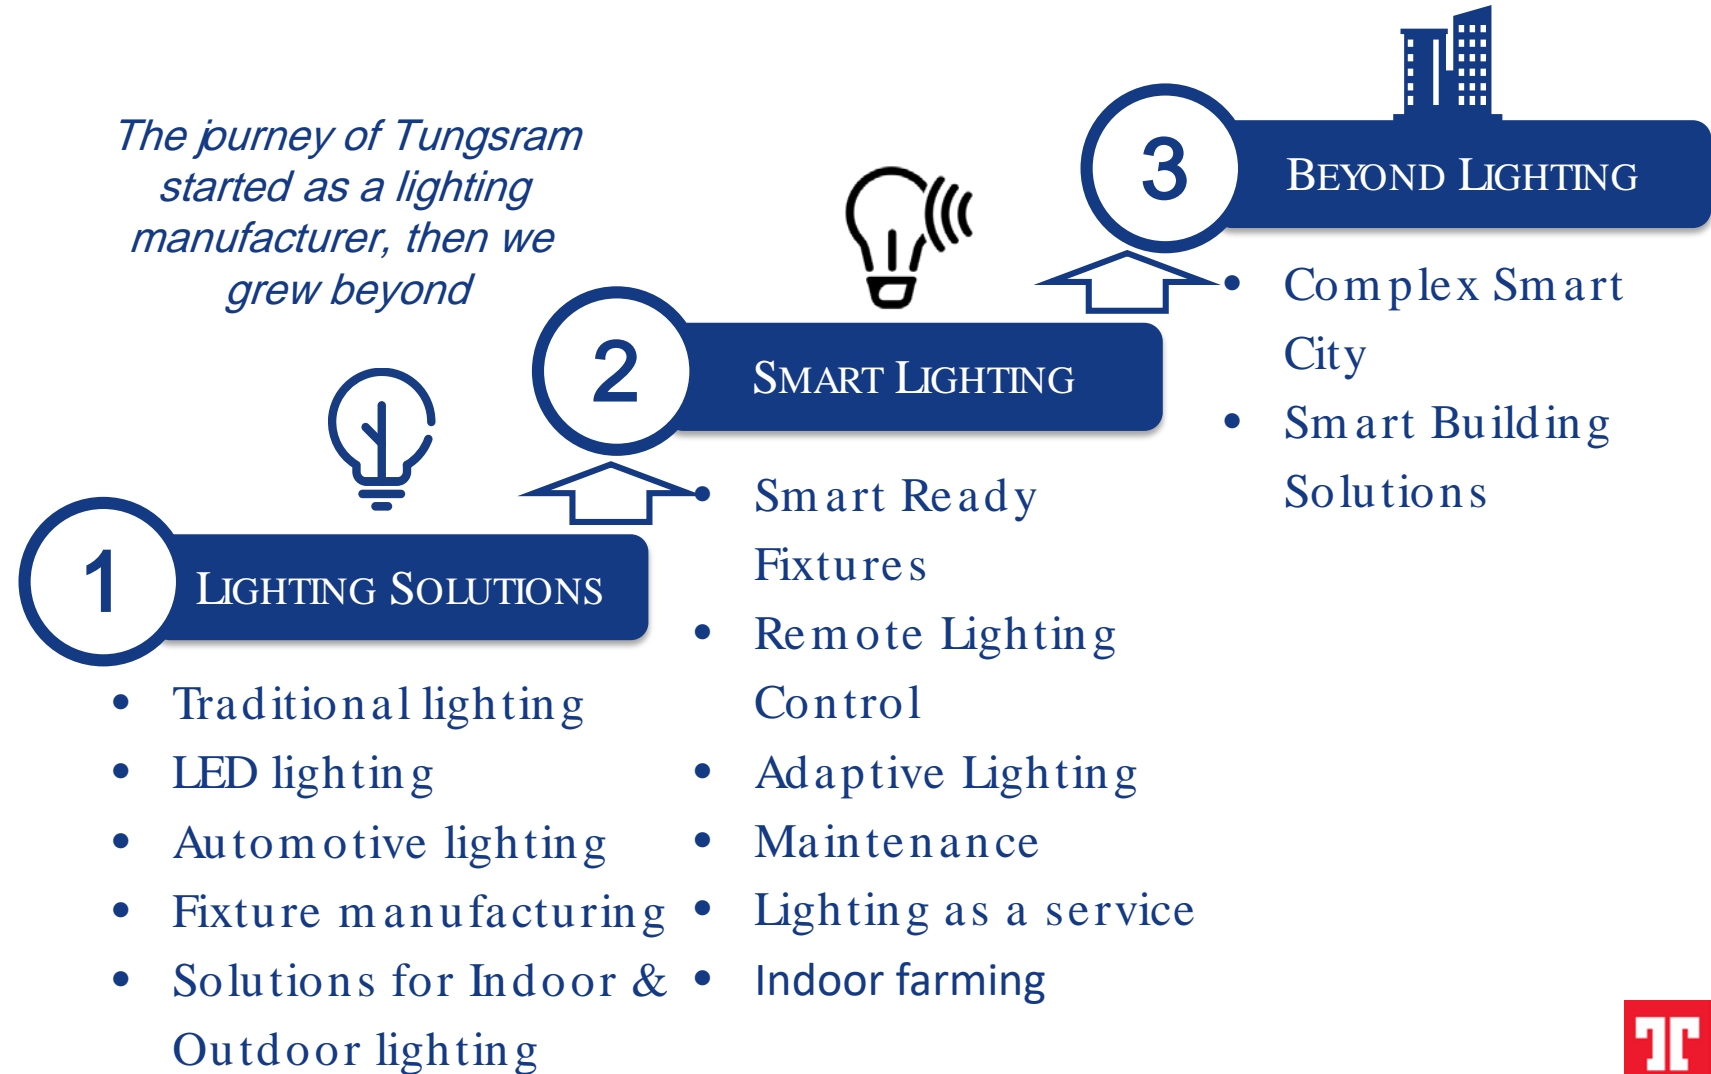 The journey of Tungsram
started as a lighting
manufacturer, then we
grew beyond
1
LIGHTING SOLUTIONS
• Traditional lighting
• LED lighting
• Automotive lighting
• Fixture manufacturing
• Solutions for Indoor &
Outdoor lighting
2
SMART LIGHTING
• Smart Ready
Fixtures
• Remote Lighting
Control
• Adaptive Lighting
• Maintenance
• Lighting as a service
• Indoor farming
3
BEYOND LIGHTING
• Complex Smart
City
• Smart Building
Solutions